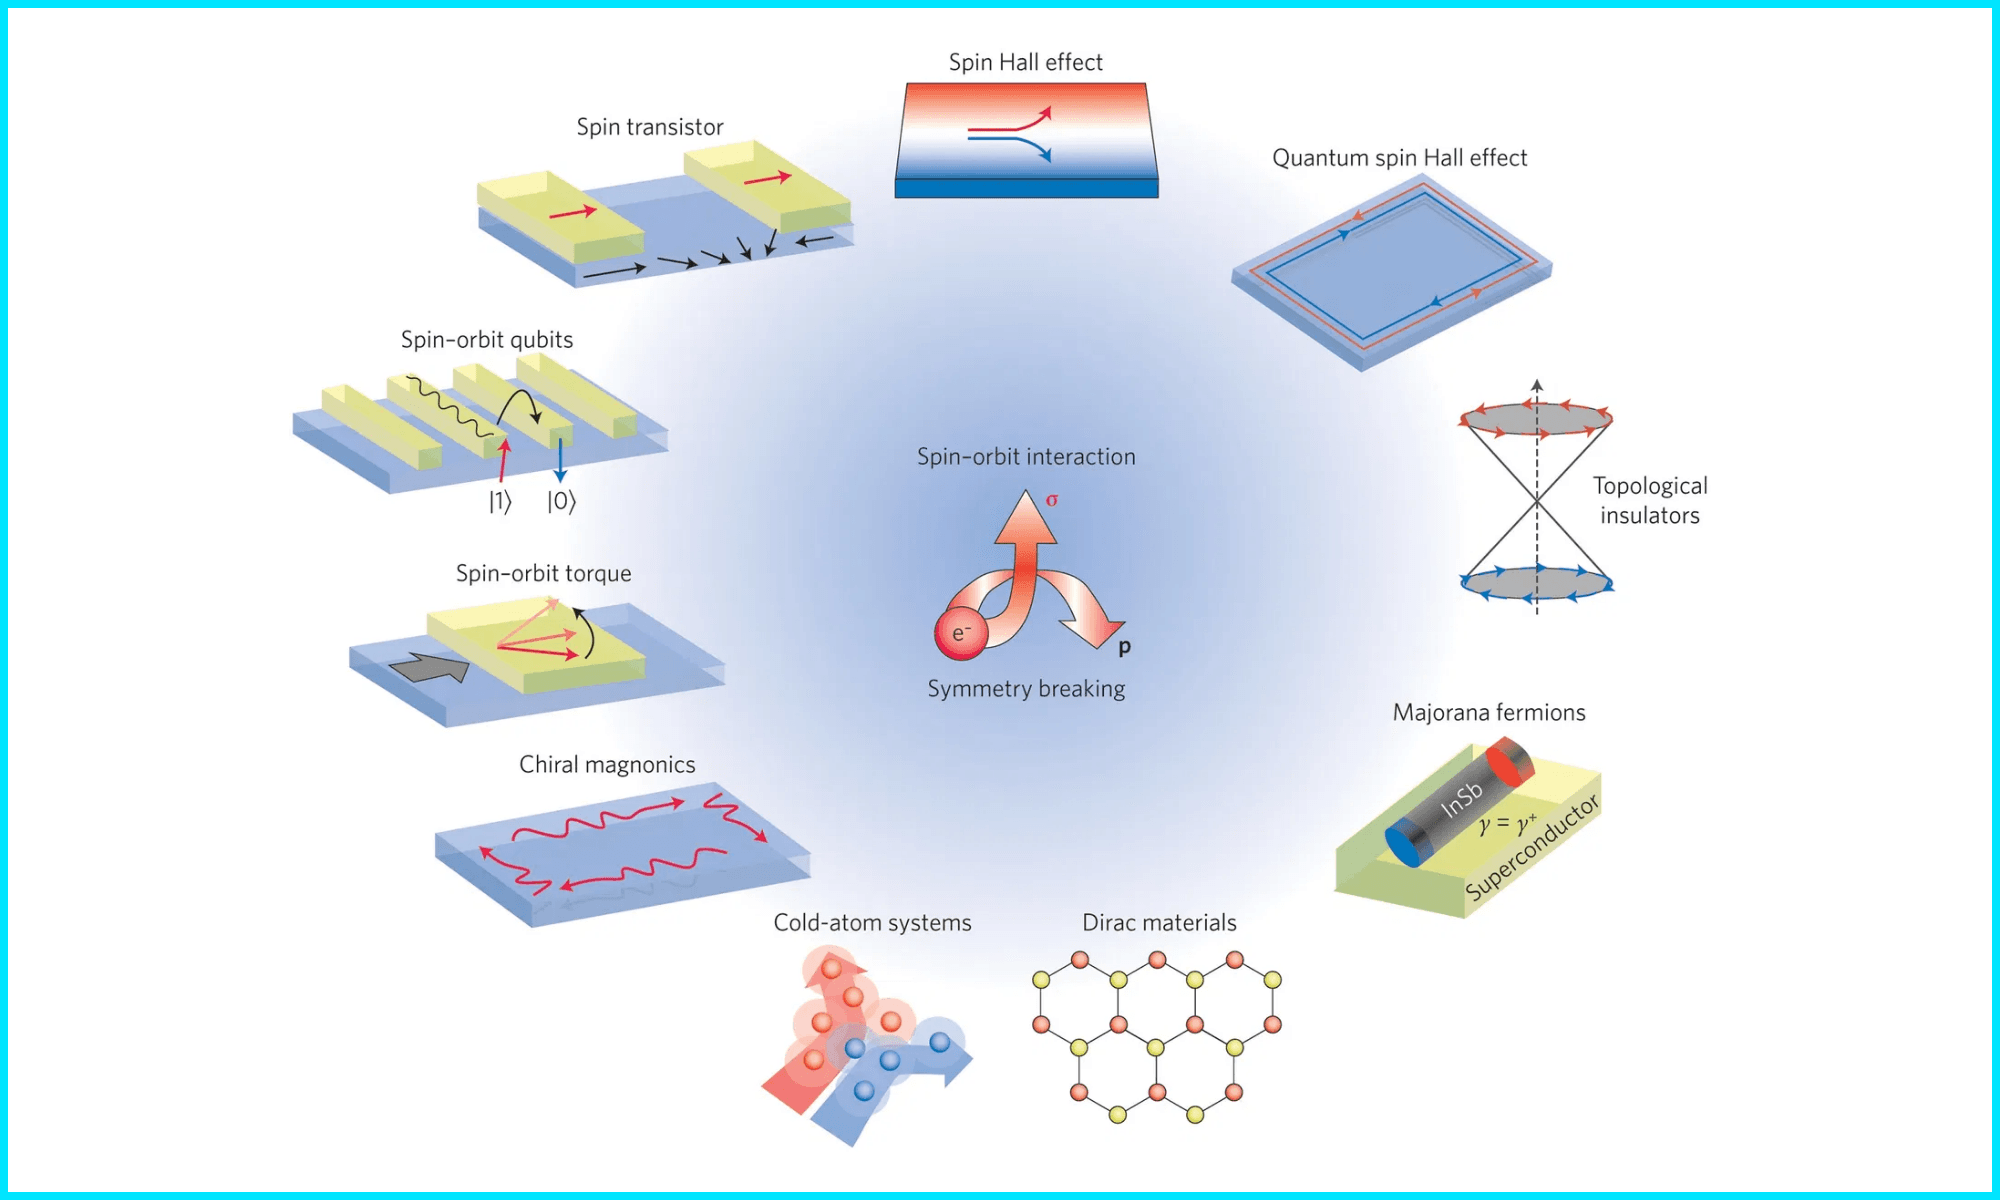 Spin Hall effect
Spin transistor
Quantum spin Hall effect
Spin–orbit qubits
|1⟩ |0⟩
Spin–orbit interaction
σ
e⁻
p
Symmetry breaking
Topological
insulators
Spin–orbit torque
Majorana fermions
InSb
γ = γ⁺
Superconductor
Chiral magnonics
Cold-atom systems
Dirac materials